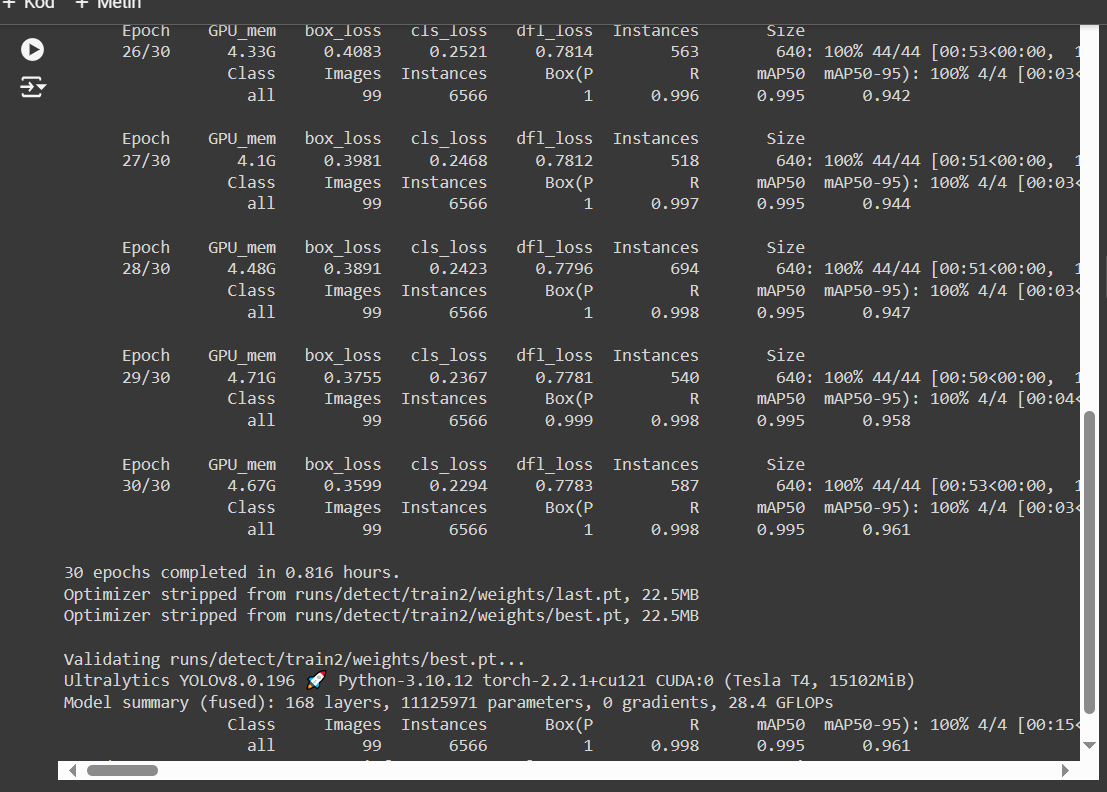 + Kod + Metin
Epoch GPU_mem box_loss cls_loss dfl_loss Instances Size
26/30 4.33G 0.4083 0.2521 0.7814 563 640: 100% 44/44 [00:53<00:00, 1
Class Images Instances Box(P R mAP50 mAP50-95): 100% 4/4 [00:03<
all 99 6566 1 0.996 0.995 0.942
Epoch GPU_mem box_loss cls_loss dfl_loss Instances Size
27/30 4.1G 0.3981 0.2468 0.7812 518 640: 100% 44/44 [00:51<00:00, 1
Class Images Instances Box(P R mAP50 mAP50-95): 100% 4/4 [00:03<
all 99 6566 1 0.997 0.995 0.944
Epoch GPU_mem box_loss cls_loss dfl_loss Instances Size
28/30 4.48G 0.3891 0.2423 0.7796 694 640: 100% 44/44 [00:51<00:00, 1
Class Images Instances Box(P R mAP50 mAP50-95): 100% 4/4 [00:03<
all 99 6566 1 0.998 0.995 0.947
Epoch GPU_mem box_loss cls_loss dfl_loss Instances Size
29/30 4.71G 0.3755 0.2367 0.7781 540 640: 100% 44/44 [00:50<00:00, 1
Class Images Instances Box(P R mAP50 mAP50-95): 100% 4/4 [00:04<
all 99 6566 0.999 0.998 0.995 0.958
Epoch GPU_mem box_loss cls_loss dfl_loss Instances Size
30/30 4.67G 0.3599 0.2294 0.7783 587 640: 100% 44/44 [00:53<00:00, 1
Class Images Instances Box(P R mAP50 mAP50-95): 100% 4/4 [00:03<
all 99 6566 1 0.998 0.995 0.961
30 epochs completed in 0.816 hours.
Optimizer stripped from runs/detect/train2/weights/last.pt, 22.5MB
Optimizer stripped from runs/detect/train2/weights/best.pt, 22.5MB
Validating runs/detect/train2/weights/best.pt...
Ultralytics YOLOv8.0.196 🚀 Python-3.10.12 torch-2.2.1+cu121 CUDA:0 (Tesla T4, 15102MiB)
Model summary (fused): 168 layers, 11125971 parameters, 0 gradients, 28.4 GFLOPs
Class Images Instances Box(P R mAP50 mAP50-95): 100% 4/4 [00:15<
all 99 6566 1 0.998 0.995 0.961